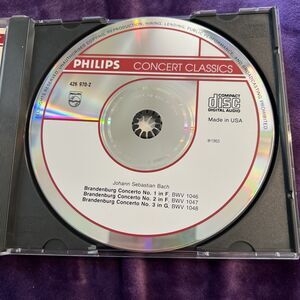 PHILIPS
CONCERT CLASSICS
426 970-2
COMPACT
disc
DIGITAL AUDIO
Made in USA
Johann Sebastian Bach
Brandenburg Concerto No. 1 in F, BWV 1046
Brandenburg Concerto No. 2 in F, BWV 1047
Brandenburg Concerto No. 3 in G, BWV 1048